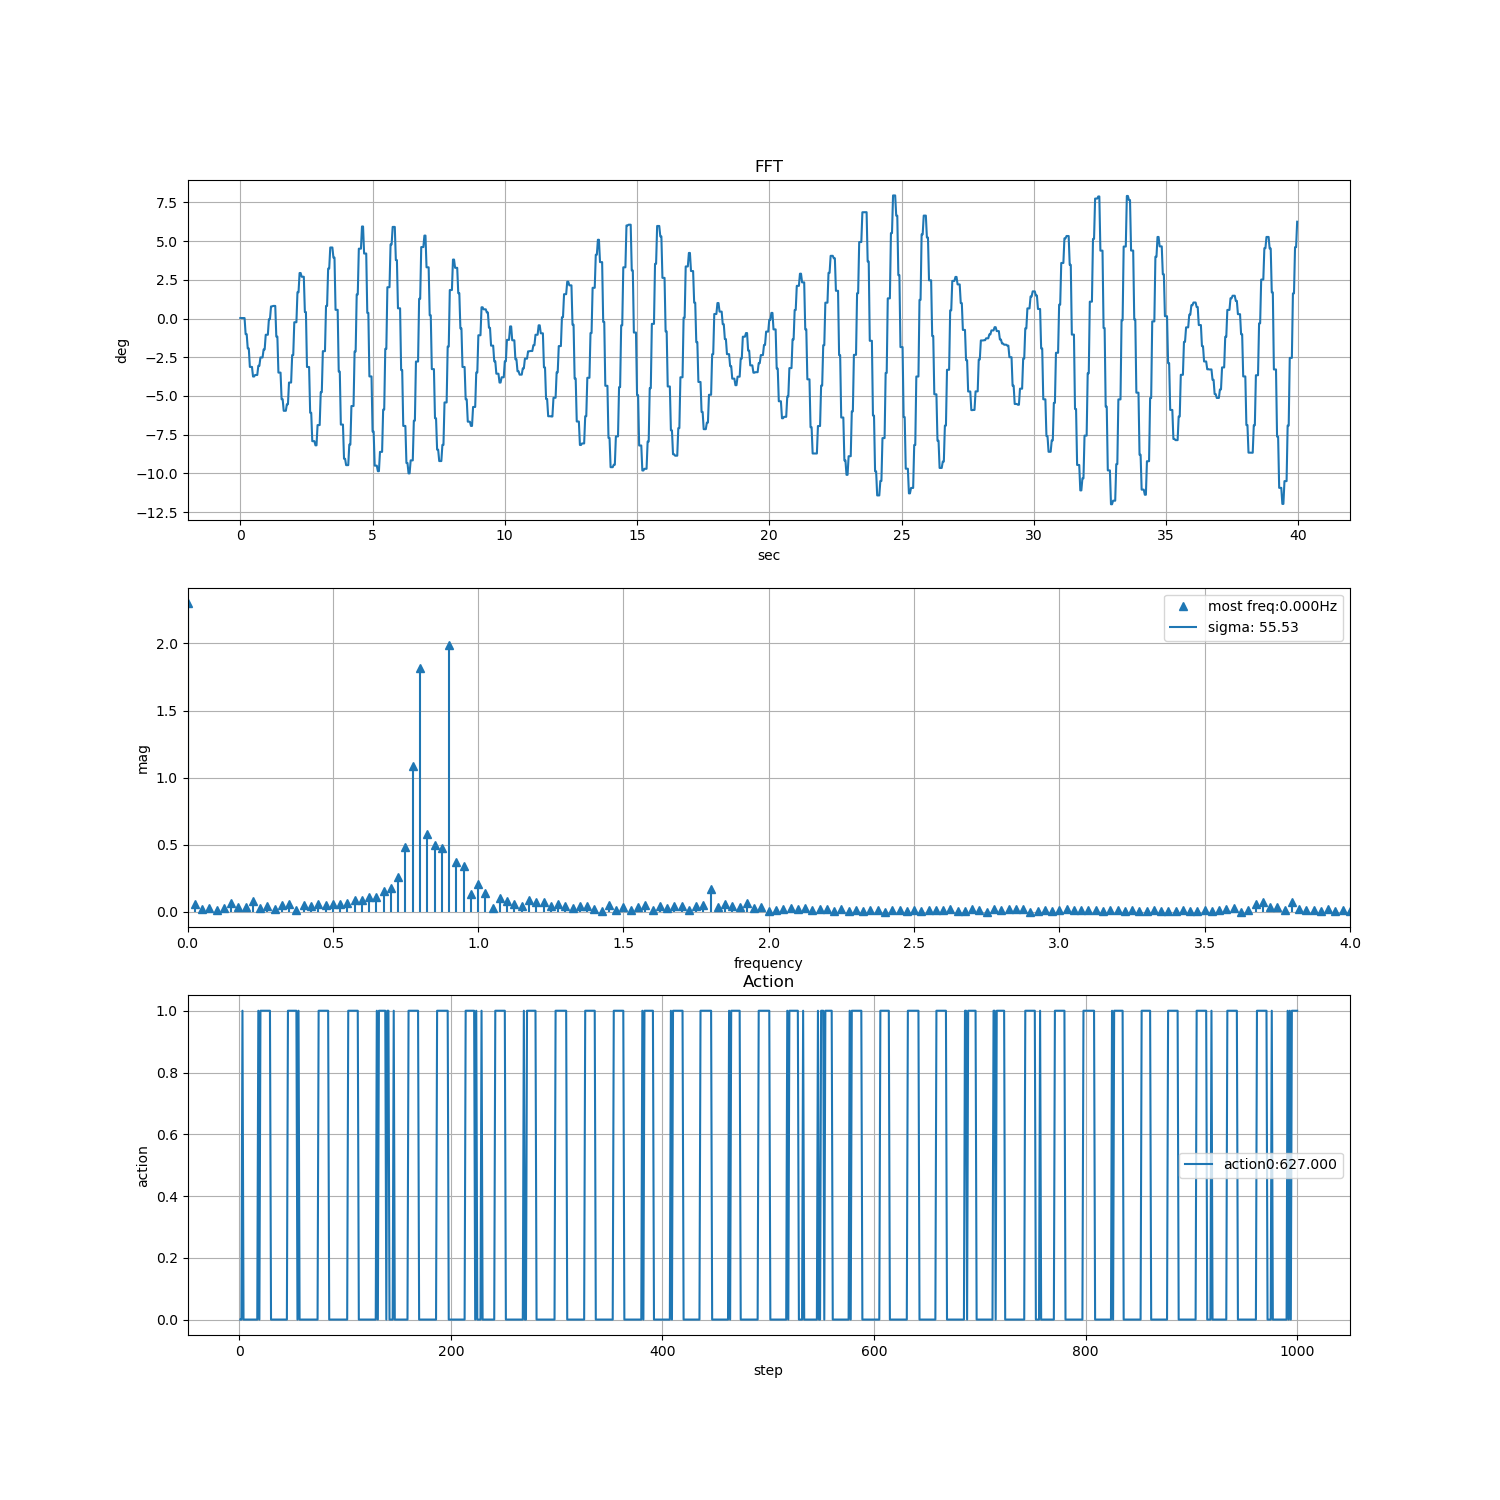 FFT
7.5
5.0
2.5
0.0
−2.5
−5.0
−7.5
−10.0
−12.5
deg
0 5 10 15 20 25 30 35 40
sec
most freq:0.000Hz
sigma: 55.53
2.0
1.5
1.0
0.5
0.0
mag
0.0 0.5 1.0 1.5 2.0 2.5 3.0 3.5 4.0
frequency
Action
1.0
0.8
0.6
0.4
0.2
0.0
action
action0:627.000
0 200 400 600 800 1000
step